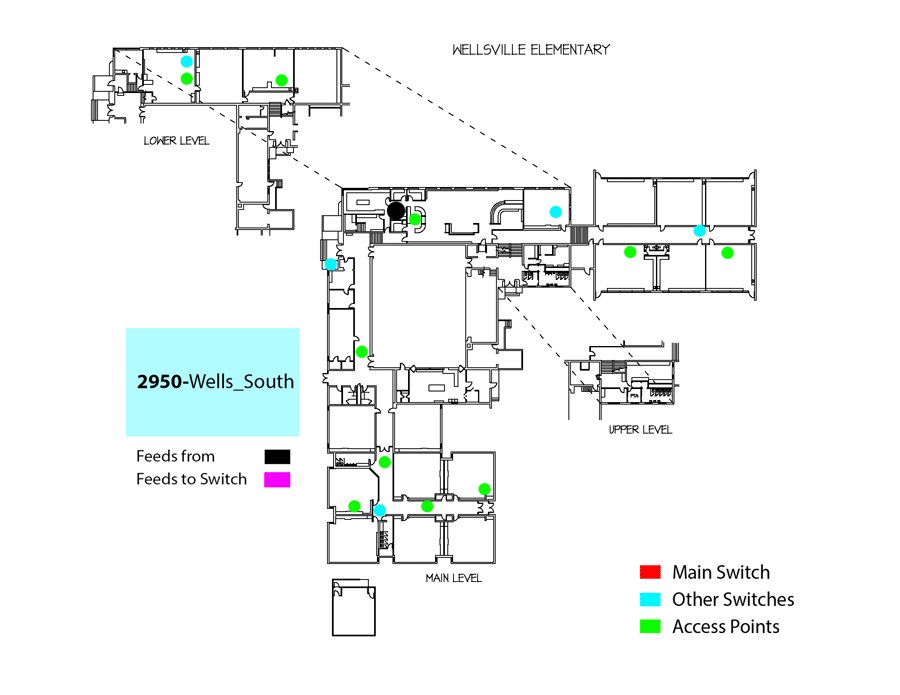 WELLSVILLE ELEMENTARY
LOWER LEVEL
2950-Wells_South
PTA
Feeds from
Feeds to Switch
UPPER LEVEL
MAIN LEVEL
Main Switch
Other Switches
Access Points